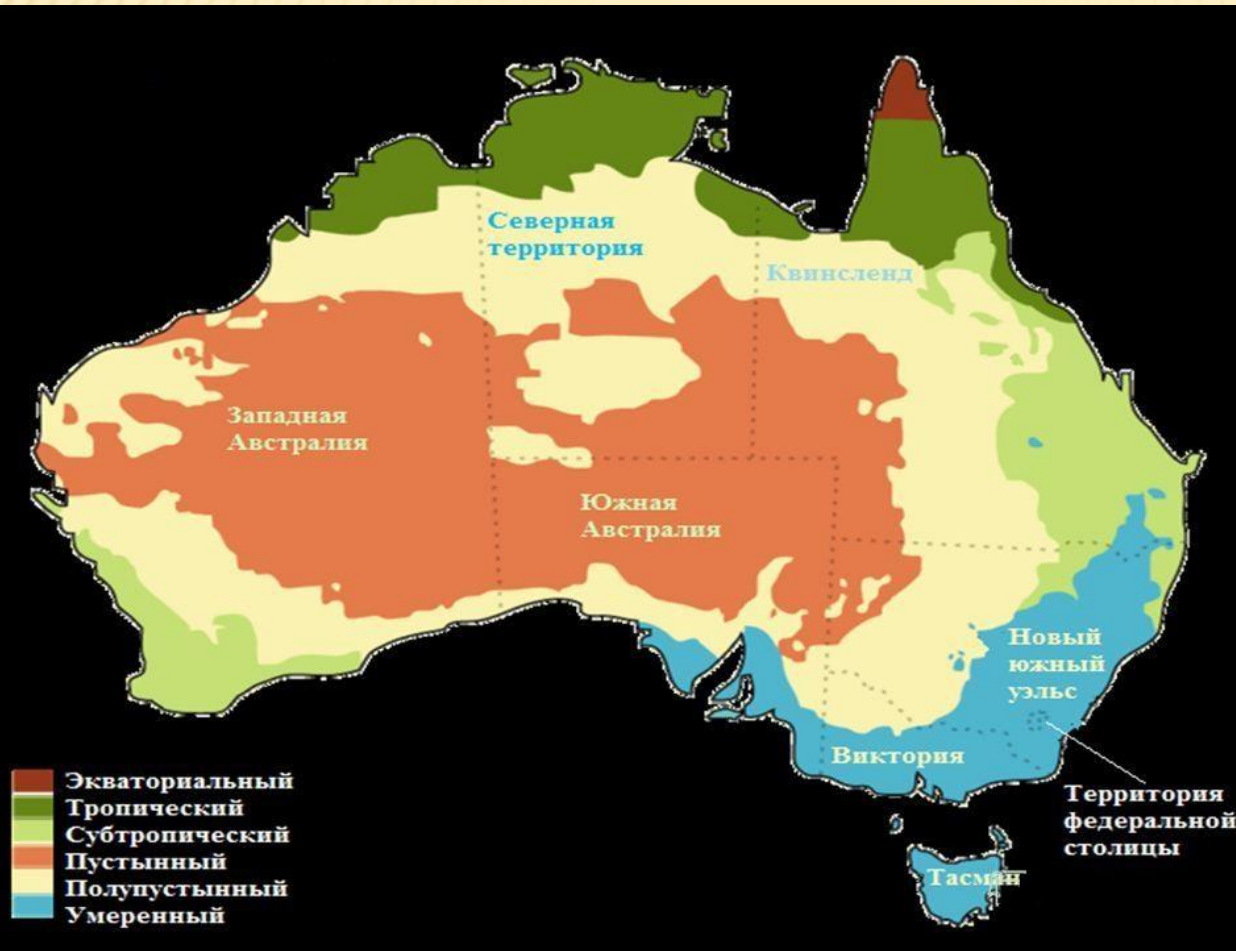 Северная
территория
Квинсленд
Западная
Австралия
Южная
Австралия
Новый
южный
уэльс
Виктория
Территория
федеральной
столицы
Тасман
Экваториальный
Тропический
Субтропический
Пустынный
Полупустынный
Умеренный